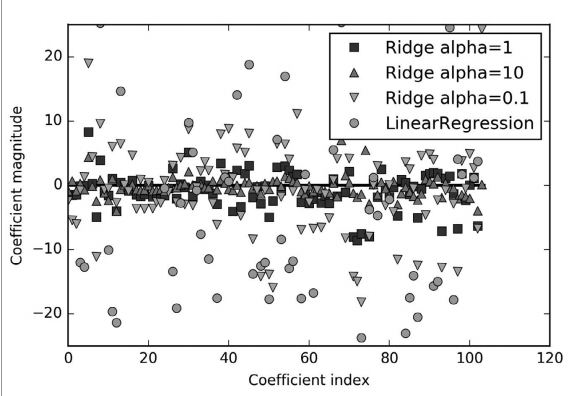 20
10
0
−10
−20
Coefficient magnitude
Ridge alpha=1
Ridge alpha=10
Ridge alpha=0.1
LinearRegression
0 20 40 60 80 100 120
Coefficient index